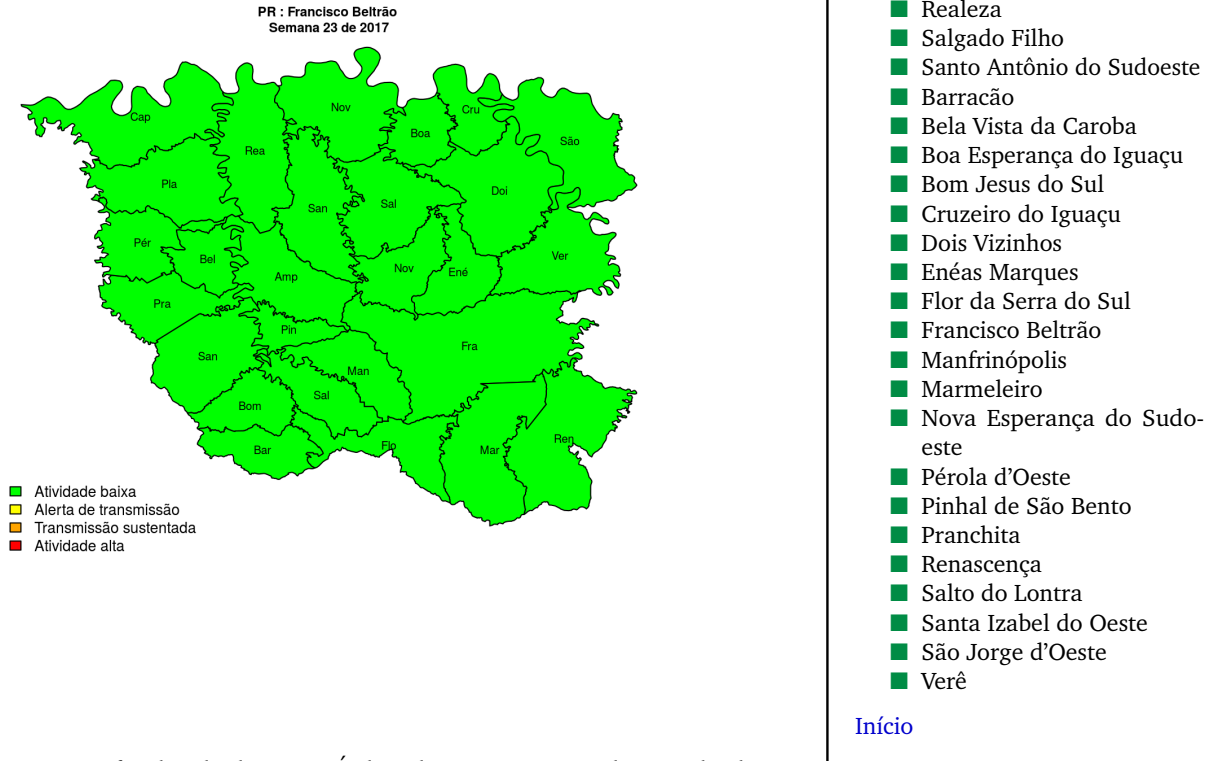 PR : Francisco Beltrão
Semana 23 de 2017
Cap
Nov
Cru
Boa
São
Rea
Pla
Doi
San
Sal
Pér
Bel
Ver
Nov
Ené
Amp
Pra
Pin
Fra
San
Man
Sal
Bom
Bar
Flo
Mar
Ren
Atividade baixa
Alerta de transmissão
Transmissão sustentada
Atividade alta
Realeza
Salgado Filho
Santo Antônio do Sudoeste
Barracão
Bela Vista da Caroba
Boa Esperança do Iguaçu
Bom Jesus do Sul
Cruzeiro do Iguaçu
Dois Vizinhos
Enéas Marques
Flor da Serra do Sul
Francisco Beltrão
Manfrinópolis
Marmeleiro
Nova Esperança do Sudo-
este
Pérola d'Oeste
Pinhal de São Bento
Pranchita
Renascença
Salto do Lontra
Santa Izabel do Oeste
São Jorge d'Oeste
Verê
Início